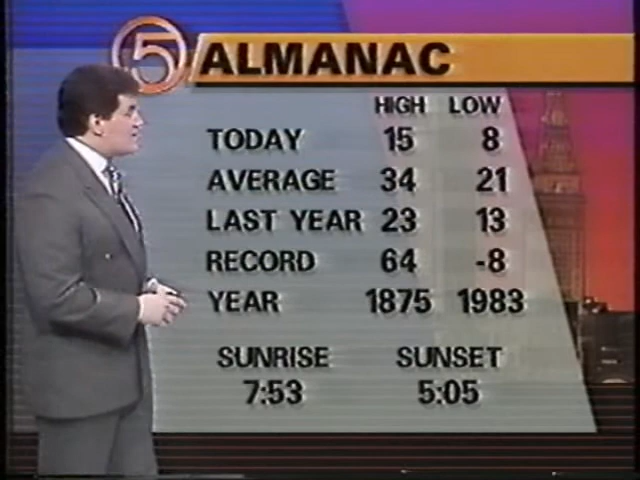 5 ALMANAC
HIGH LOW
TODAY 15 8
AVERAGE 34 21
LAST YEAR 23 13
RECORD 64 -8
YEAR 1875 1983
SUNRISE SUNSET
7:53 5:05